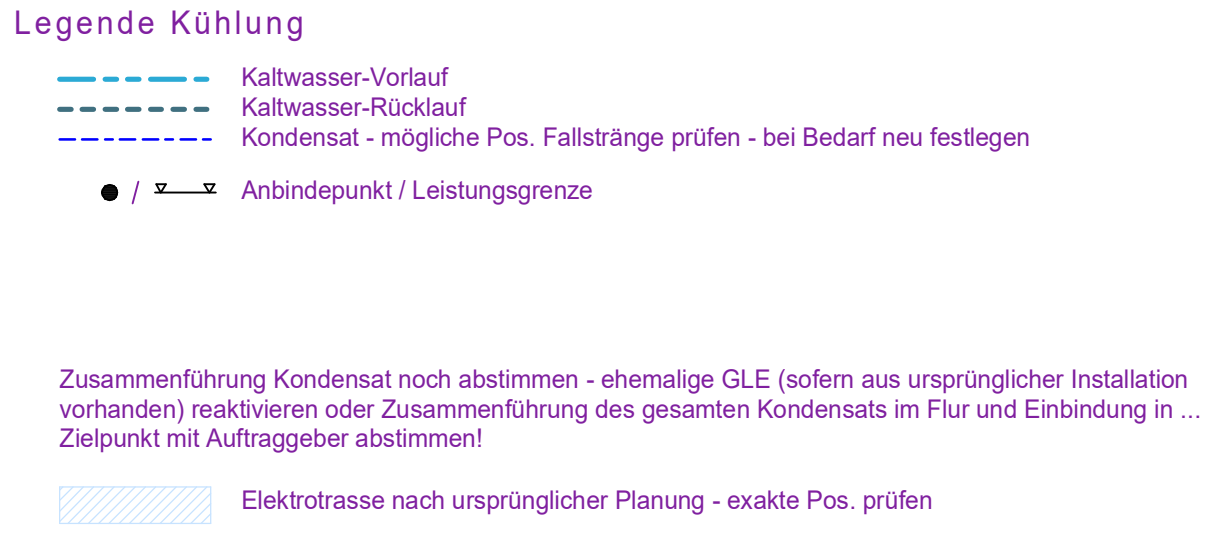 Legende Kühlung
Kaltwasser-Vorlauf
Kaltwasser-Rücklauf
Kondensat - mögliche Pos. Fallstränge prüfen - bei Bedarf neu festlegen
/ Anbindepunkt / Leistungsgrenze
Zusammenführung Kondensat noch abstimmen - ehemalige GLE (sofern aus ursprünglicher Installation
vorhanden) reaktivieren oder Zusammenführung des gesamten Kondensats im Flur und Einbindung in ...
Zielpunkt mit Auftraggeber abstimmen!
Elektrotrasse nach ursprünglicher Planung - exakte Pos. prüfen